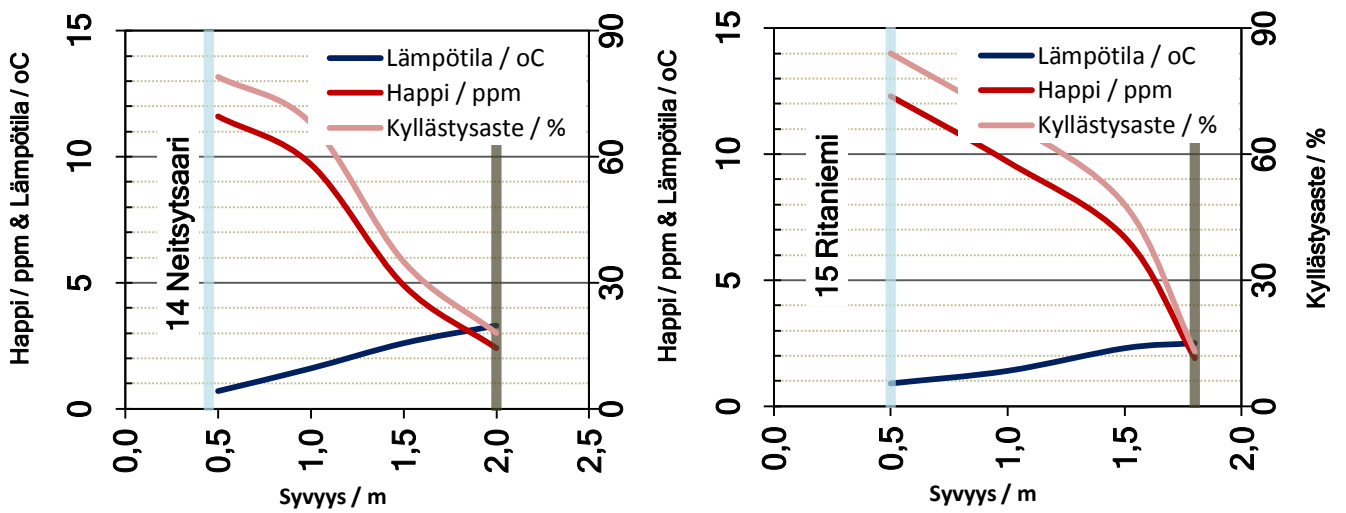 Happi / ppm & Lämpötila / oC
15
10
5
0
14 Neitsytsaari
Lämpötila / oC
Happi / ppm
Kyllästysaste / %
90
60
30
0
0,0
0,5
1,0
1,5
2,0
2,5
Syvyys / m
Happi / ppm & Lämpötila / oC
15
10
5
0
15 Ritaniemi
Lämpötila / oC
Happi / ppm
Kyllästysaste / %
90
60
30
0
Kyllästysaste / %
0,0
0,5
1,0
1,5
2,0
Syvyys / m